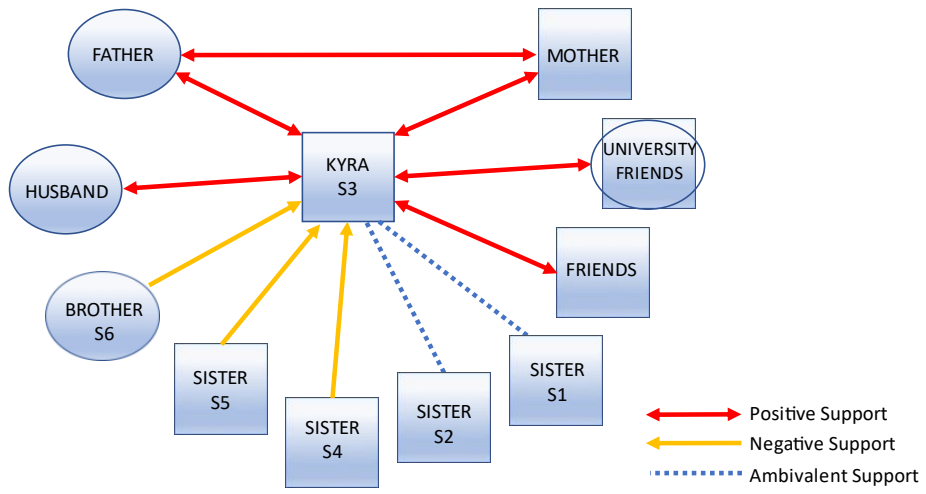 FATHER
MOTHER
KYRA
S3
UNIVERSITY
FRIENDS
HUSBAND
FRIENDS
BROTHER
S6
SISTER
S5
SISTER
S4
SISTER
S2
SISTER
S1
Positive Support
Negative Support
Ambivalent Support